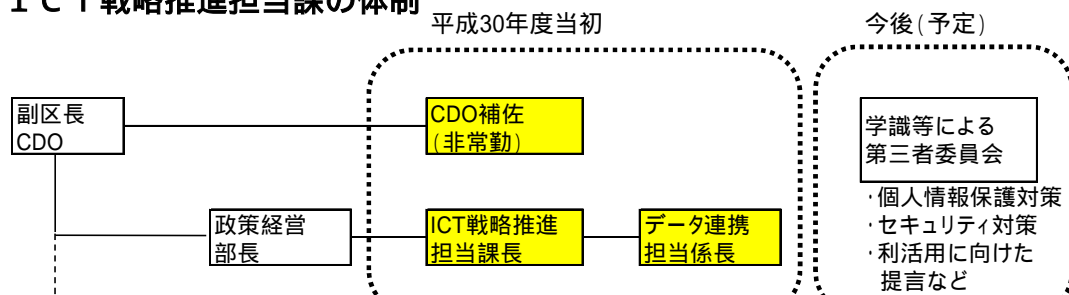 ICT戦略推進担当課の体制
平成30年度当初
今後(予定)
副区長
CDO
CDO補佐
(非常勤)
学識等による
第三者委員会
・個人情報保護対策
・セキュリティ対策
・利活用に向けた
提言など
政策経営
部長
ICT戦略推進
担当課長
データ連携
担当係長